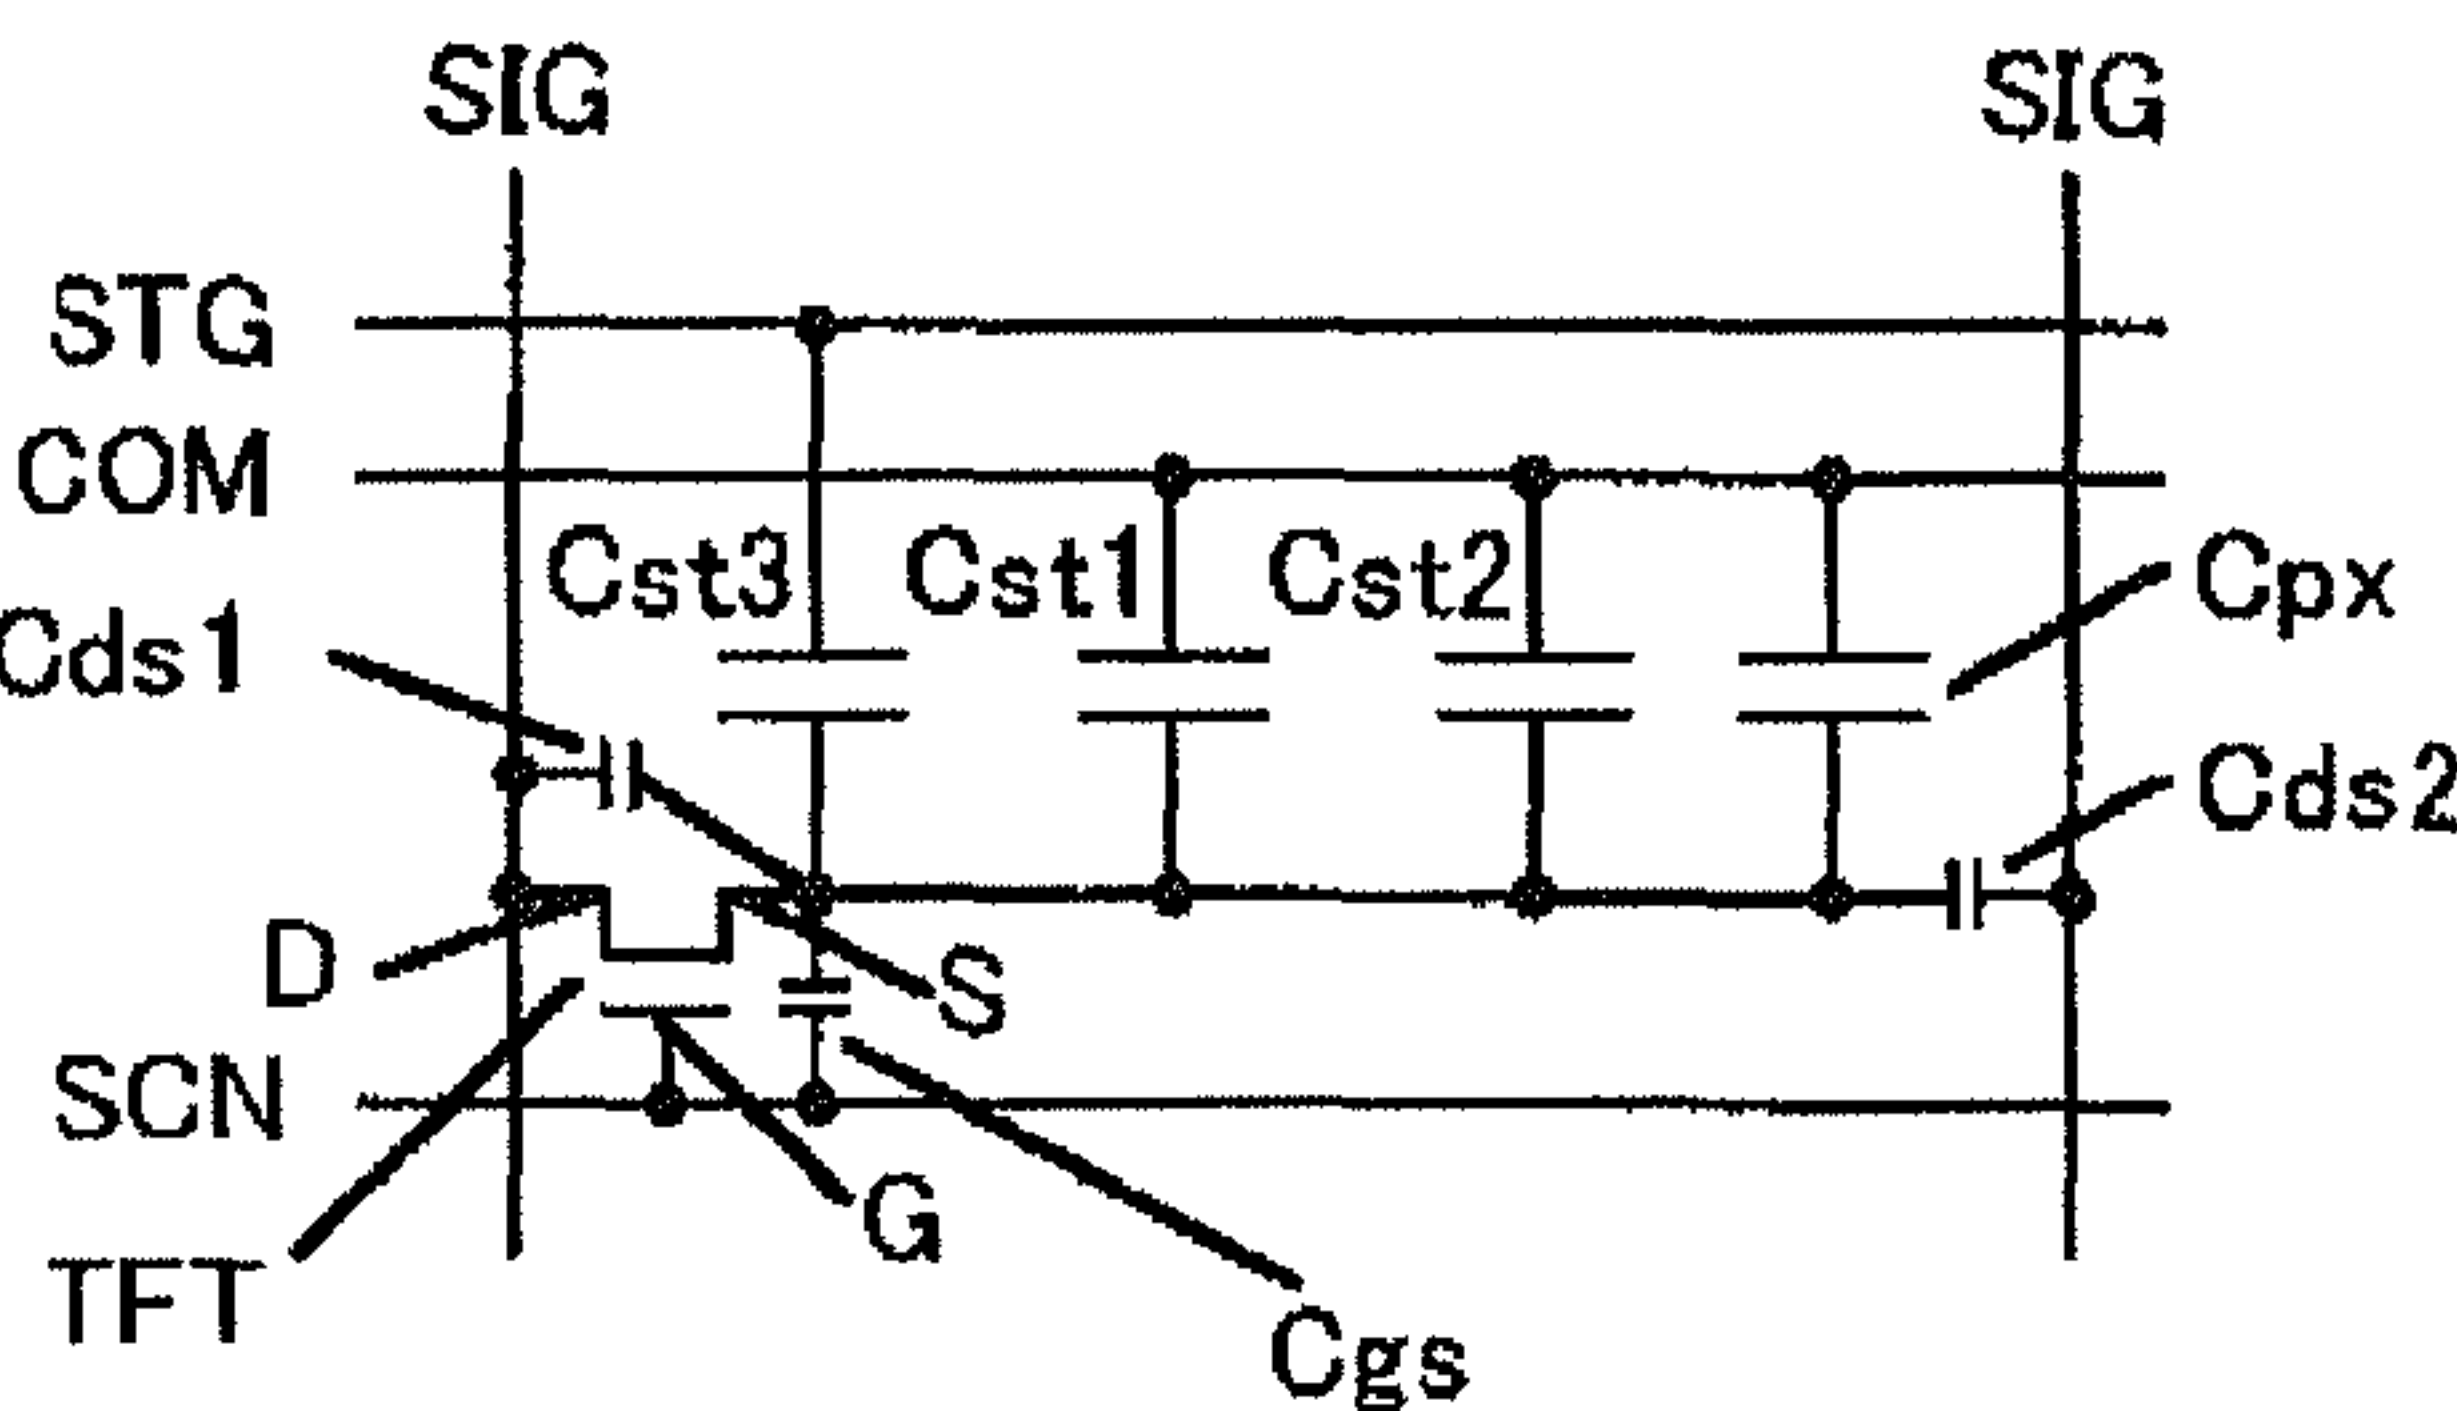 SIG SIG
STG
COM
Cst3 Cst1 Cst2 Cpx
Cds1
Cds2
D S
SCN
G
TFT
Cgs